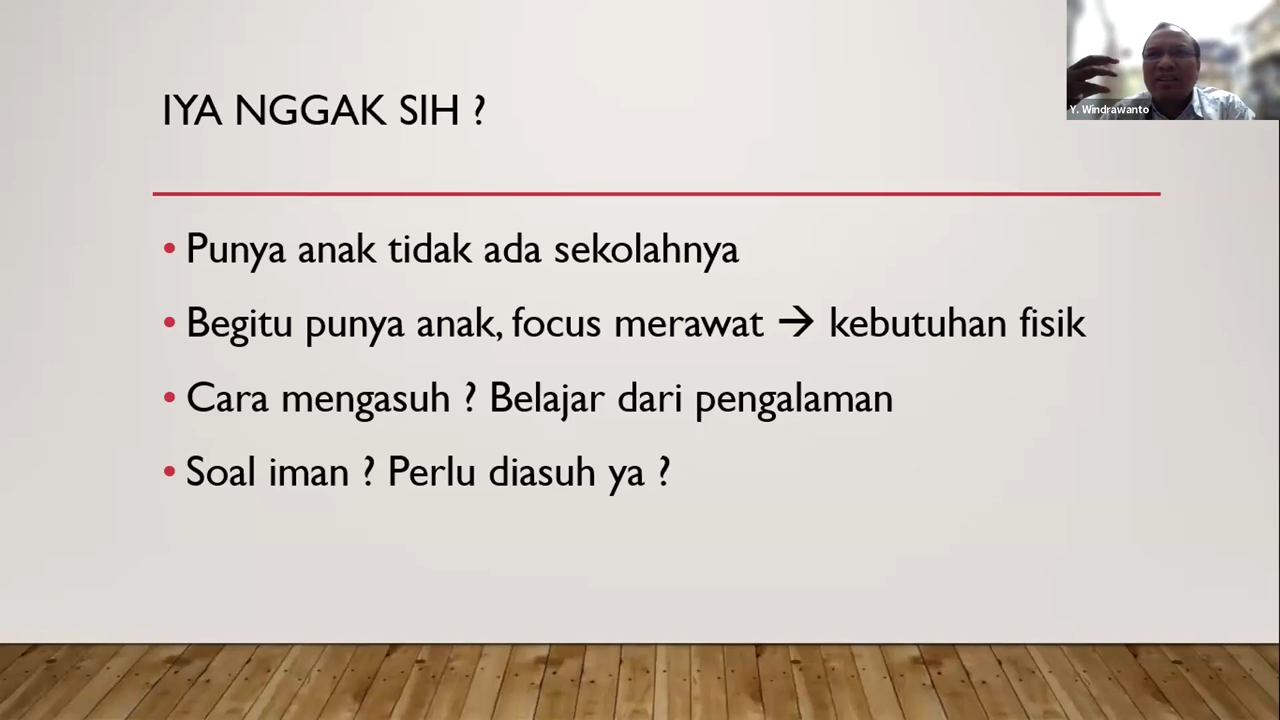 IYA NGGAK SIH ?
Y. Windrawanto
• Punya anak tidak ada sekolahnya
• Begitu punya anak, focus merawat → kebutuhan fisik
• Cara mengasuh ? Belajar dari pengalaman
• Soal iman ? Perlu diasuh ya ?